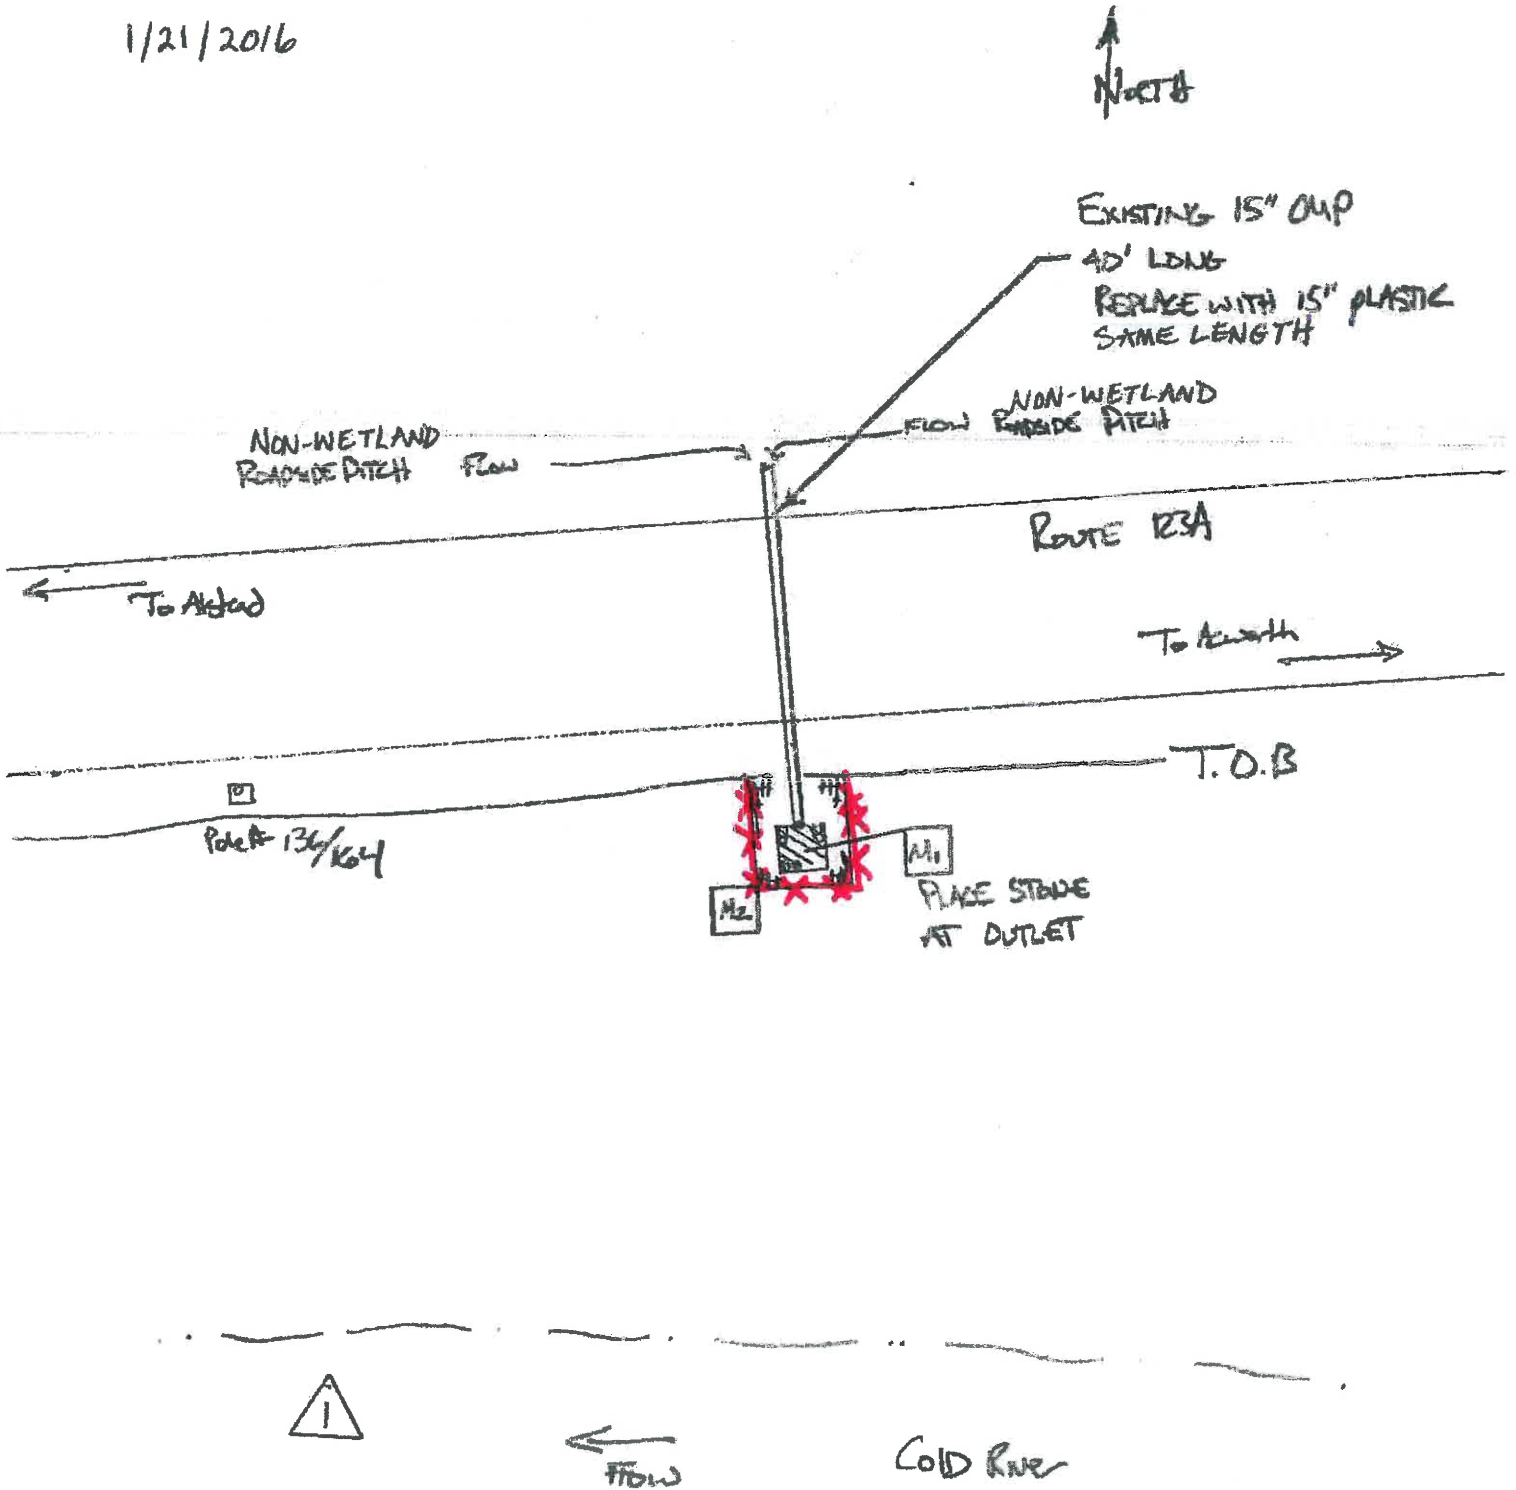 1/21/2016
NORTH
EXISTING 15" CMP
40' LONG
REPLACE WITH 15" PLASTIC
SAME LENGTH
NON-WETLAND
ROADSIDE DITCH FLOW
NON-WETLAND
FLOW ROADSIDE DITCH
ROUTE 123A
To Alstead
To Acworth
T.O.B
Pole # 136/164
M1
PLACE STONE
AT OUTLET
M2
1
FLOW
COLD River